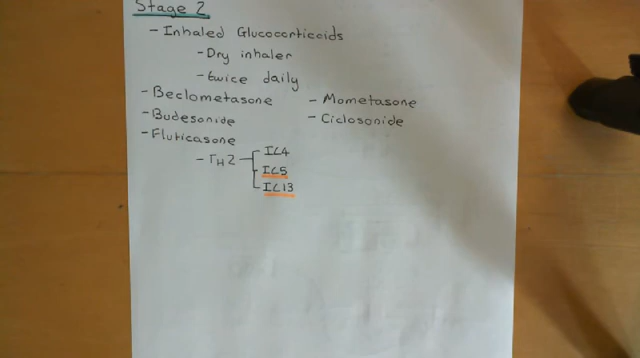 Stage 2
- Inhaled Glucocorticoids
- Dry inhaler
- twice daily
- Beclometasone - Mometasone
- Budesonide - Ciclosonide
- Fluticasone
- TH2 IL4
IL5
IL13